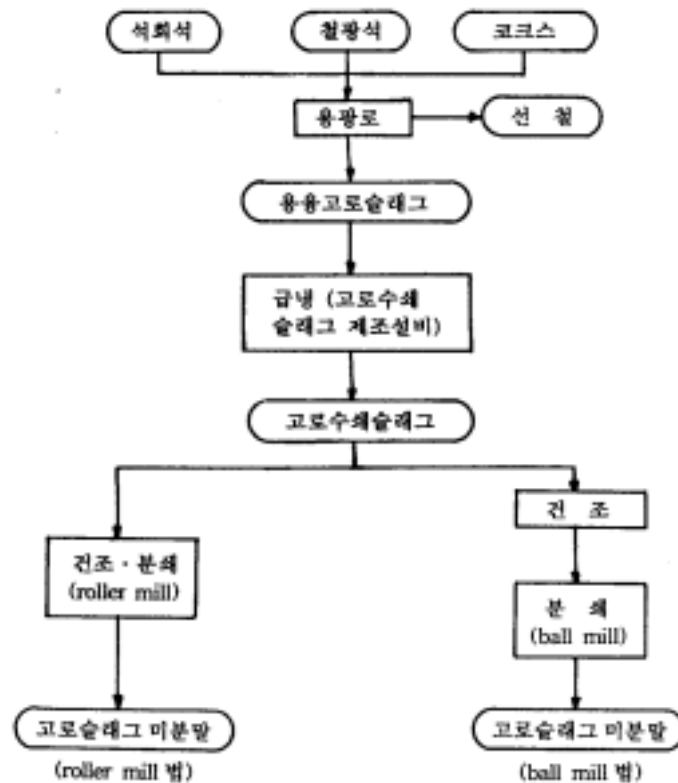 석회석
철광석
코크스
용광로
선 철
용융고로슬래그
급냉 (고로수쇄
슬래그 제조설비)
고로수쇄슬래그
건 조
건조 · 분쇄
(roller mill)
분 쇄
(ball mill)
고로슬래그 미분말
고로슬래그 미분말
(roller mill 법)
(ball mill 법)